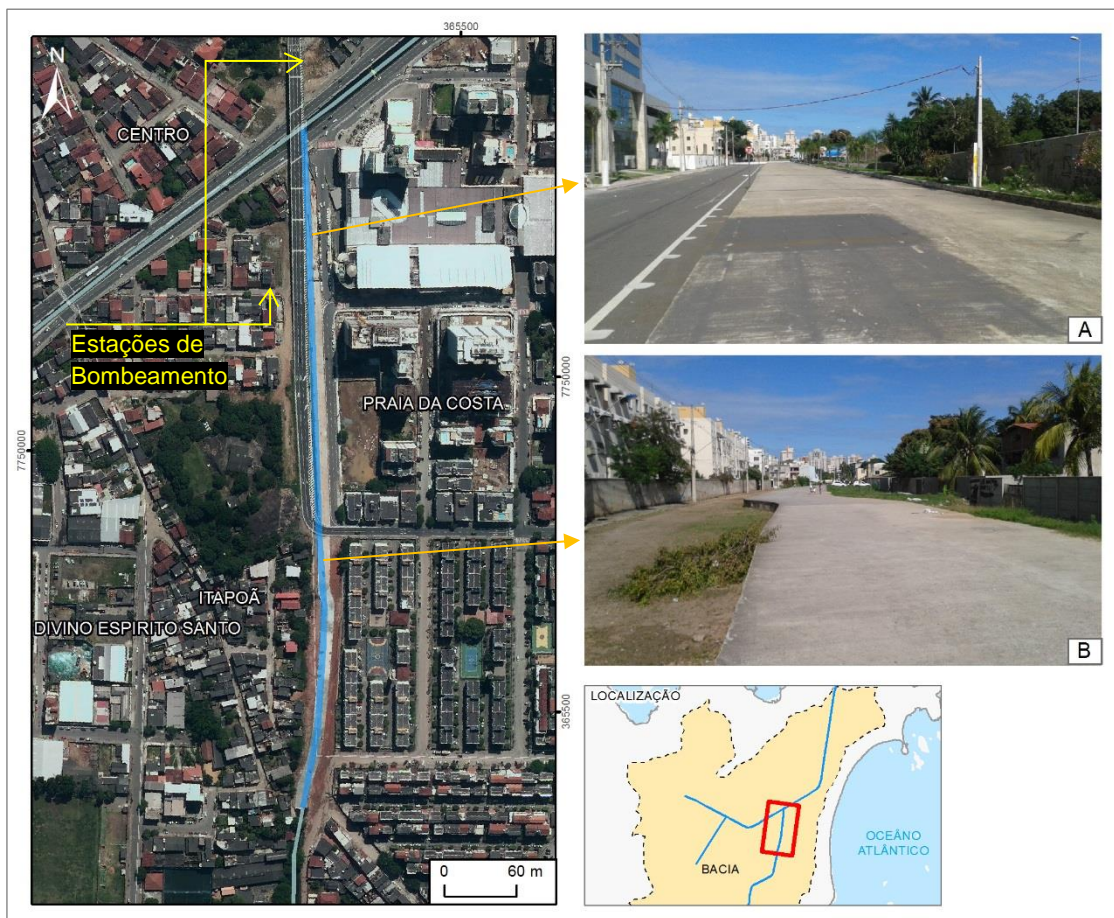 365500
N
CENTRO
Estações de
Bombeamento
PRAIA DA COSTA
7750000
7750000
ITAPOÃ
DIVINO ESPIRITO SANTO
365500
0 60 m
A
B
LOCALIZAÇÃO
OCEÂNO
ATLÂNTICO
BACIA